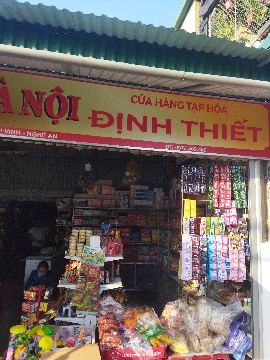 CỬA HÀNG TẠP HÓA
À NỘI
ĐỊNH THIẾT
VINH - NGHỆ AN